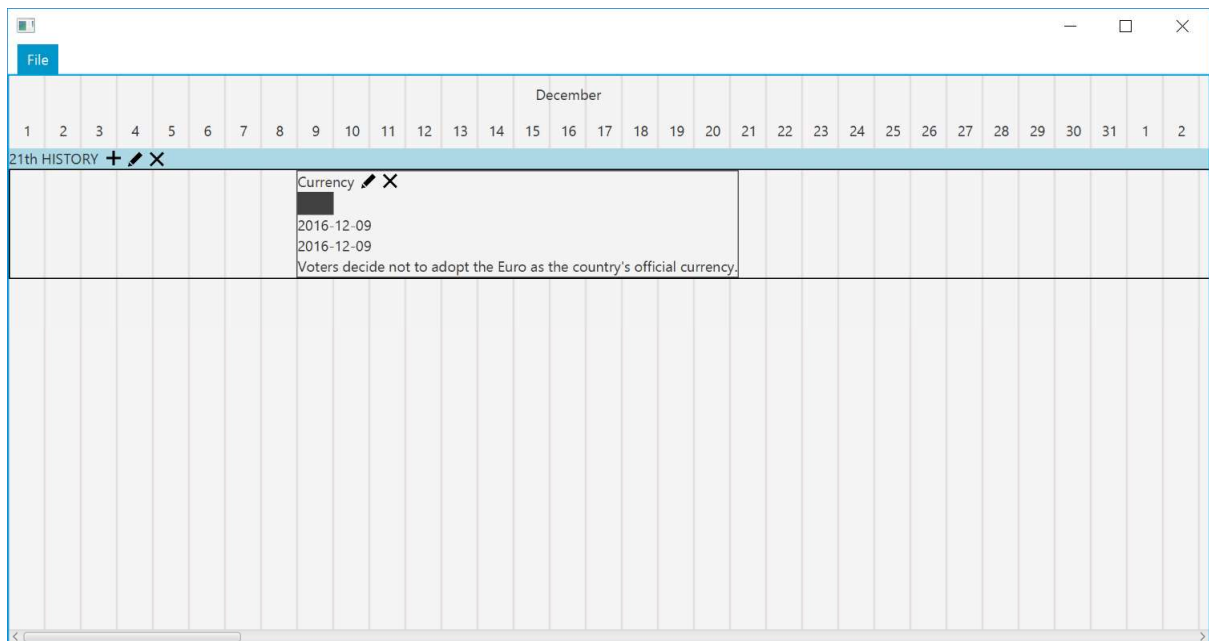 File
December
1 2 3 4 5 6 7 8 9 10 11 12 13 14 15 16 17 18 19 20 21 22 23 24 25 26 27 28 29 30 31 1 2
21th HISTORY
Currency
2016-12-09
2016-12-09
Voters decide not to adopt the Euro as the country's official currency.